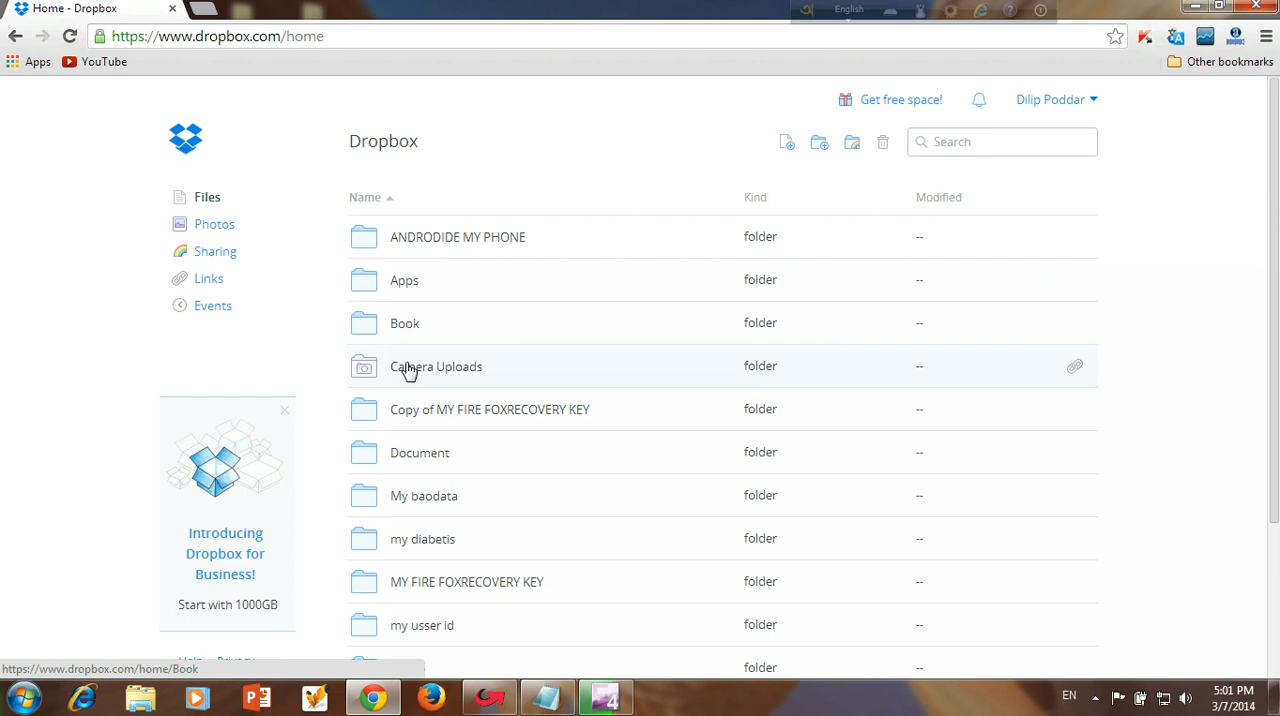 Home - Dropbox
English
https://www.dropbox.com/home
Apps
YouTube
Other bookmarks
Get free space!
Dilip Poddar
Dropbox
Search
Files
Photos
Sharing
Links
Events
Name Kind Modified
ANDRODIDE MY PHONE folder --
Apps folder --
Book folder --
Camera Uploads folder --
Copy of MY FIRE FOXRECOVERY KEY folder --
Document folder --
My baodata folder --
my diabetis folder --
MY FIRE FOXRECOVERY KEY folder --
my usser id folder --
folder --
Introducing
Dropbox for
Business!
Start with 1000GB
Help Privacy
https://www.dropbox.com/home/Book
EN
5:01 PM
3/7/2014